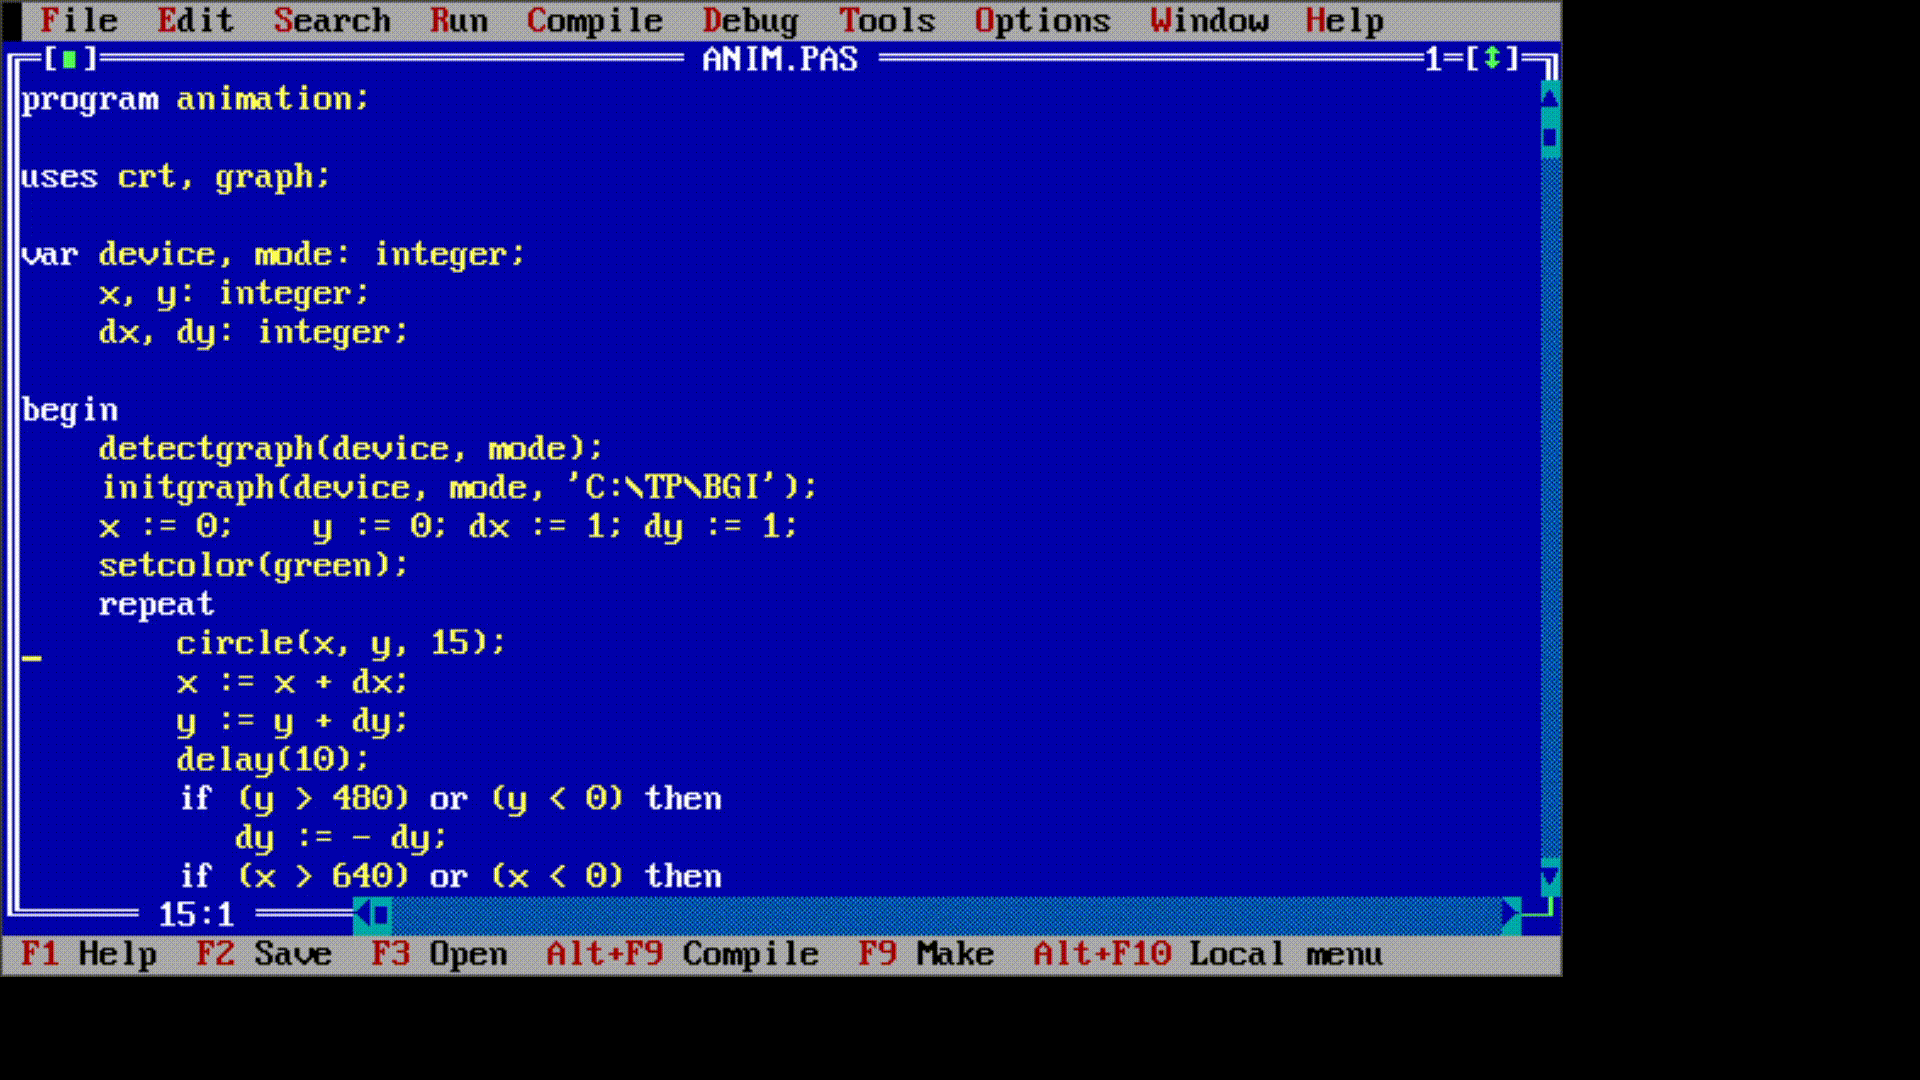 File Edit Search Run Compile Debug Tools Options Window Help
[■] ANIM.PAS 1=[↕]
program animation;
uses crt, graph;
var device, mode: integer;
    x, y: integer;
    dx, dy: integer;
begin
    detectgraph(device, mode);
    initgraph(device, mode, 'C:\TP\BGI');
    x := 0;    y := 0; dx := 1; dy := 1;
    setcolor(green);
    repeat
        circle(x, y, 15);
        x := x + dx;
        y := y + dy;
        delay(10);
        if (y > 480) or (y < 0) then
           dy := - dy;
        if (x > 640) or (x < 0) then
15:1
F1 Help F2 Save F3 Open Alt+F9 Compile F9 Make Alt+F10 Local menu